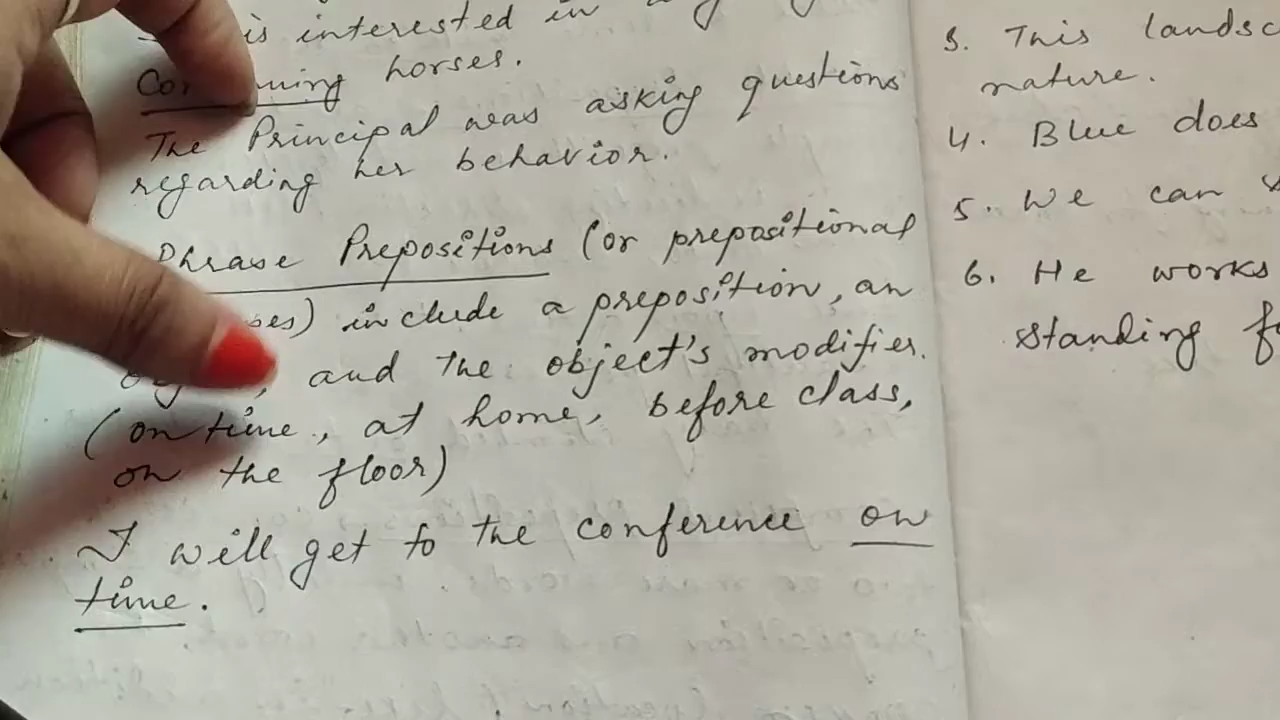 is interested in
horses.
The Principal was asking questions
regarding her behavior.
Phrase Prepositions (or prepositional
include a preposition, an
and the object's modifier.
(on time, at home, before class,
on the floor)
I will get to the conference on
time.
3. This
nature.
4. Blue does
5. We can
6. He works
standing